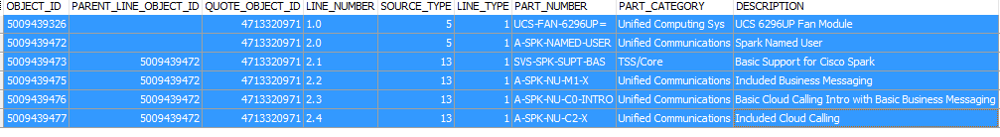 OBJECT_ID PARENT_LINE_OBJECT_ID QUOTE_OBJECT_ID LINE_NUMBER SOURCE_TYPE LINE_TYPE PART_NUMBER PART_CATEGORY DESCRIPTION
5009439326 4713320971 1.0 5 1 UCS-FAN-6296UP= Unified Computing Sys UCS 6296UP Fan Module
5009439472 4713320971 2.0 5 1 A-SPK-NAMED-USER Unified Communications Spark Named User
5009439473 5009439472 4713320971 2.1 13 1 SVS-SPK-SUPT-BAS TSS/Core Basic Support for Cisco Spark
5009439475 5009439472 4713320971 2.2 13 1 A-SPK-NU-M1-X Unified Communications Included Business Messaging
5009439476 5009439472 4713320971 2.3 13 1 A-SPK-NU-C0-INTRO Unified Communications Basic Cloud Calling Intro with Basic Business Messaging
5009439477 5009439472 4713320971 2.4 13 1 A-SPK-NU-C2-X Unified Communications Included Cloud Calling